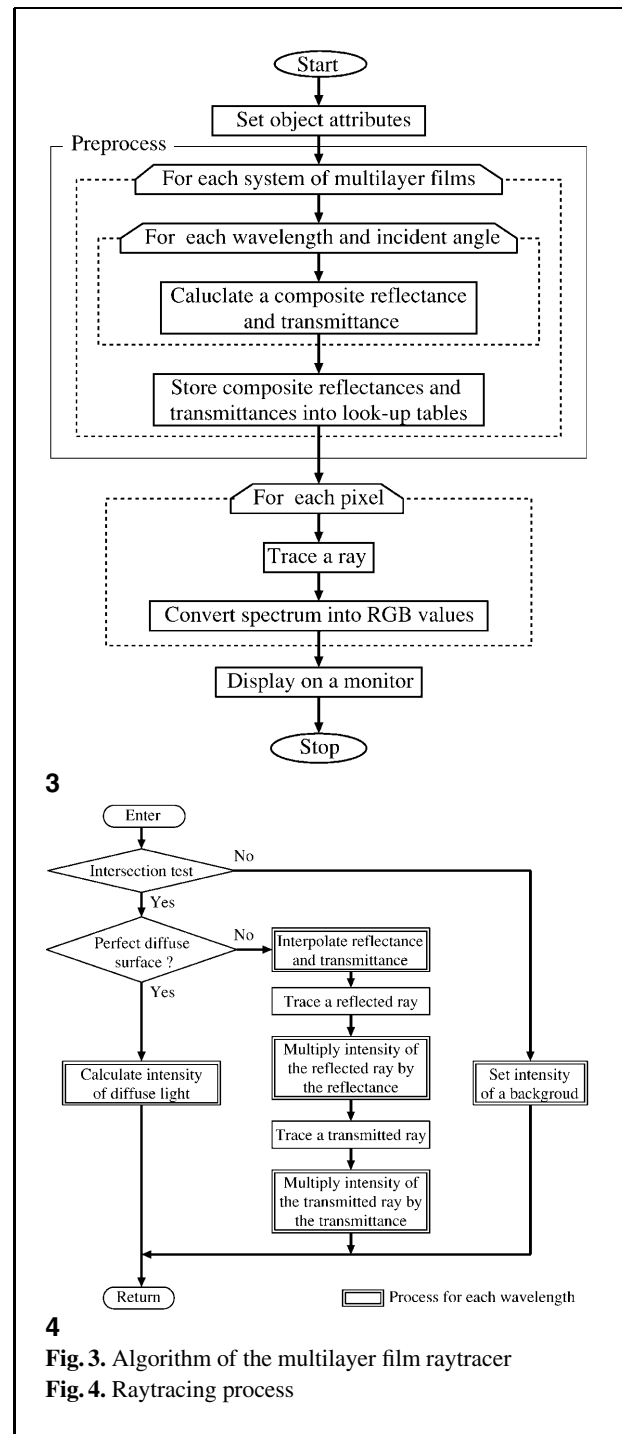 Start
Set object attributes
Preprocess
For each system of multilayer films
For each wavelength and incident angle
Caluclate a composite reflectance
and transmittance
Store composite reflectances and
transmittances into look-up tables
For each pixel
Trace a ray
Convert spectrum into RGB values
Display on a monitor
Stop
3
Enter
Intersection test
No
Yes
Perfect diffuse
surface ?
No
Yes
Interpolate reflectance
and transmittance
Trace a reflected ray
Multiply intensity of
the reflected ray by
the reflectance
Calculate intensity
of diffuse light
Set intensity
of a backgroud
Trace a transmitted ray
Multiply intensity of
the transmitted ray by
the transmittance
Return
Process for each wavelength
4
Fig. 3. Algorithm of the multilayer film raytracer
Fig. 4. Raytracing process